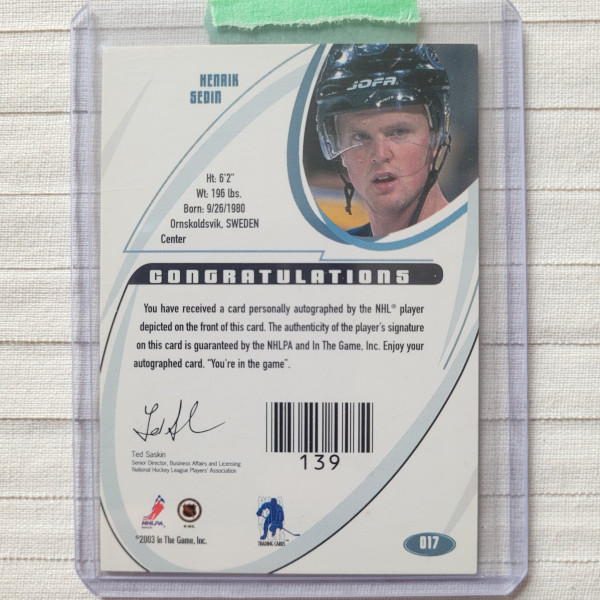 HENRIK
SEDIN
JOFA
Ht: 6'2"
Wt: 196 lbs.
Born: 9/26/1980
Ornskoldsvik, SWEDEN
Center
CONGRATULATIONS
You have received a card personally autographed by the NHL® player
depicted on the front of this card. The authenticity of the player's signature
on this card is guaranteed by the NHLPA and In The Game, Inc. Enjoy your
autographed card. "You're in the game".
Ted Saskin
Senior Director, Business Affairs and Licensing
National Hockey League Players' Association
139
NHLPA
NHL
TRADING CARDS™
©2003 In The Game, Inc.
017